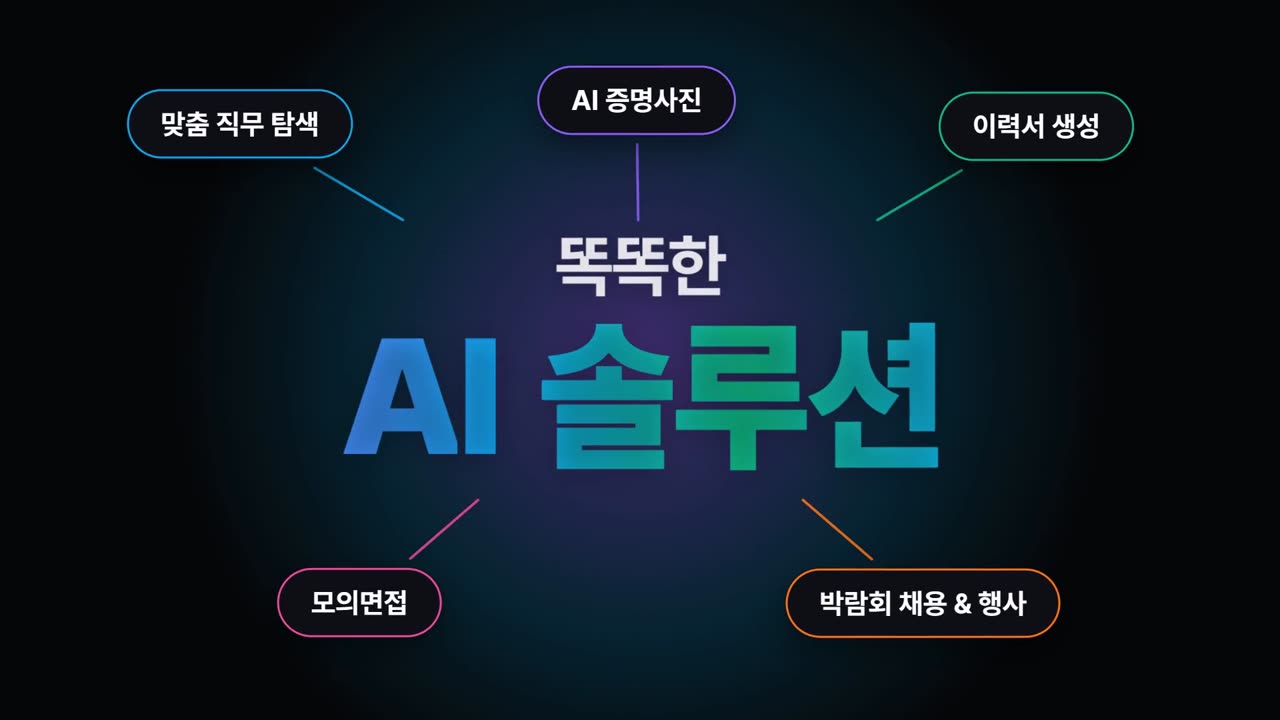 맞춤 직무 탐색
AI 증명사진
이력서 생성
똑똑한
AI 솔루션
모의면접
박람회 채용 & 행사